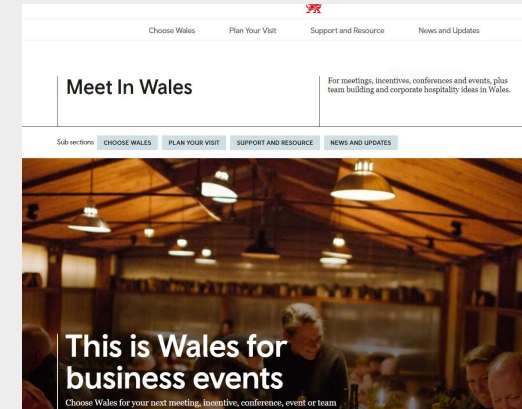 Choose Wales Plan Your Visit Support and Resource News and Updates
Meet In Wales
For meetings, incentives, conferences and events, plus
team building and corporate hospitality ideas in Wales.
Sub sections CHOOSE WALES PLAN YOUR VISIT SUPPORT AND RESOURCE NEWS AND UPDATES
This is Wales for
business events
Choose Wales for your next meeting, incentive, conference, event or team